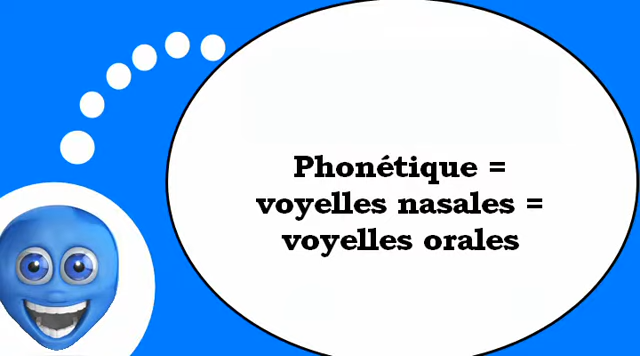 Phonétique =
voyelles nasales =
voyelles orales